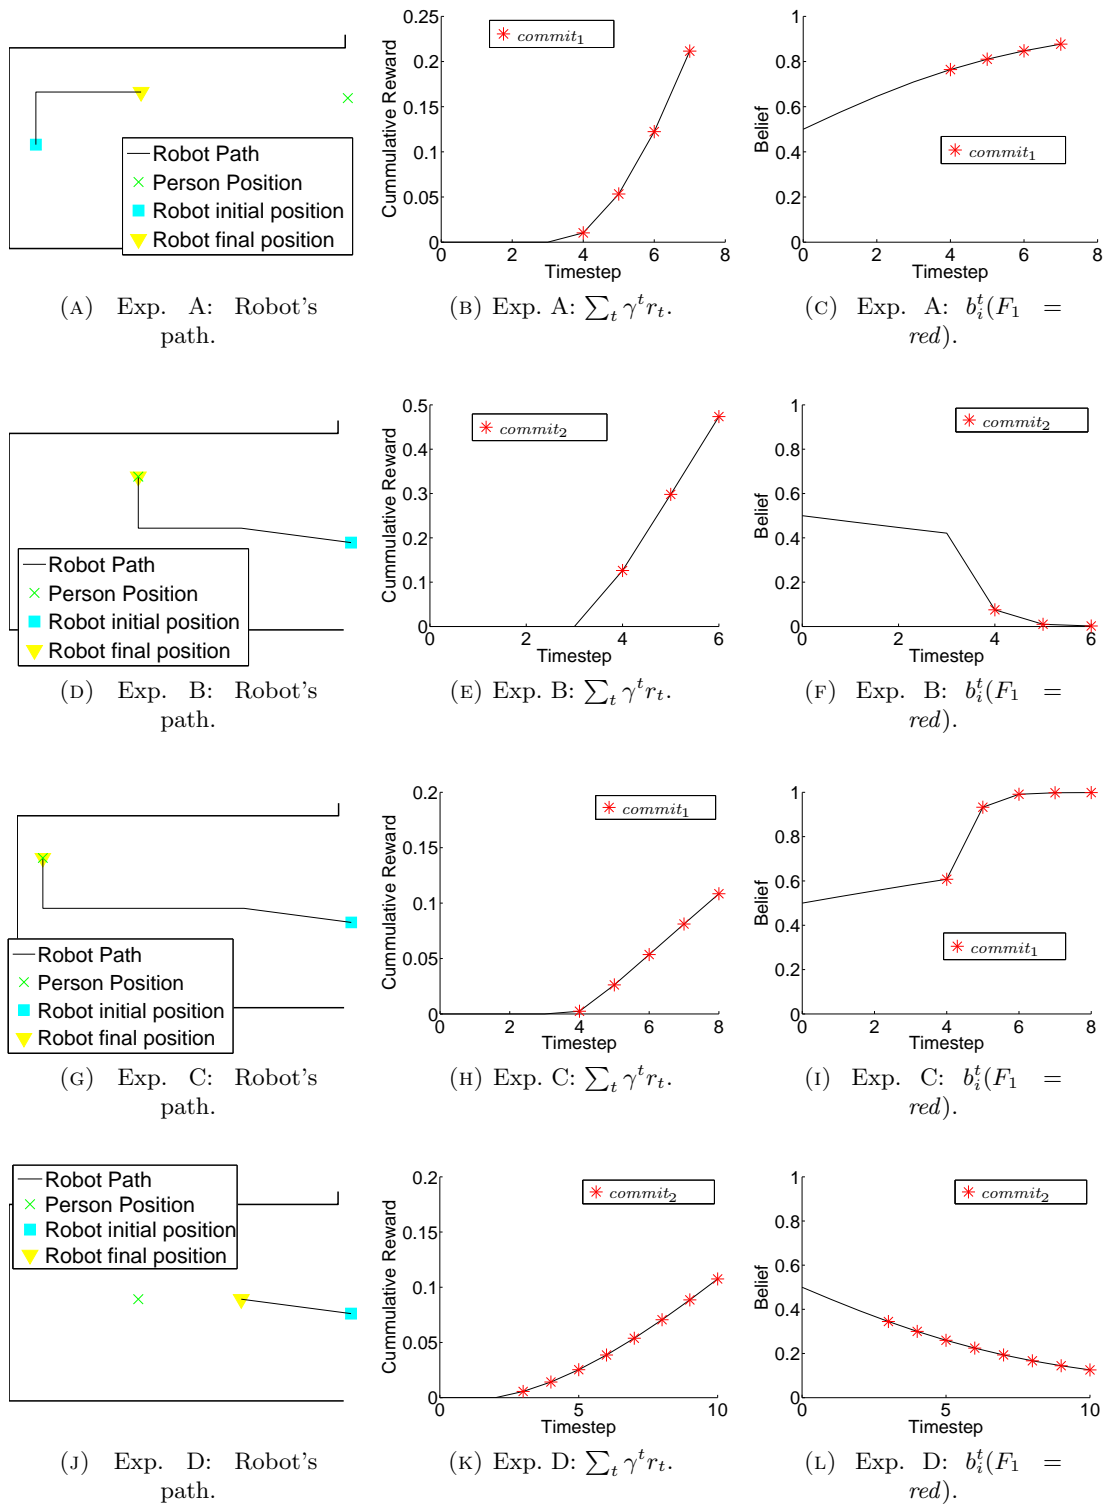 Robot Path
Person Position
Robot initial position
Robot final position
(A) Exp. A: Robot's
path.
0.25
0.2
0.15
0.1
0.05
0
0 2 4 6 8
Cummulative Reward
Timestep
commit₁
(B) Exp. A: ∑ₜ γᵗrₜ.
1
0.8
0.6
0.4
0.2
0
0 2 4 6 8
Belief
Timestep
commit₁
(C) Exp. A: bᵢᵗ(F₁ =
red).
Robot Path
Person Position
Robot initial position
Robot final position
(D) Exp. B: Robot's
path.
0.5
0.4
0.3
0.2
0.1
0
0 2 4 6
Cummulative Reward
Timestep
commit₂
(E) Exp. B: ∑ₜ γᵗrₜ.
1
0.8
0.6
0.4
0.2
0
0 2 4 6
Belief
Timestep
commit₂
(F) Exp. B: bᵢᵗ(F₁ =
red).
Robot Path
Person Position
Robot initial position
Robot final position
(G) Exp. C: Robot's
path.
0.2
0.15
0.1
0.05
0
0 2 4 6 8
Cummulative Reward
Timestep
commit₁
(H) Exp. C: ∑ₜ γᵗrₜ.
1
0.8
0.6
0.4
0.2
0
0 2 4 6 8
Belief
Timestep
commit₁
(I) Exp. C: bᵢᵗ(F₁ =
red).
Robot Path
Person Position
Robot initial position
Robot final position
(J) Exp. D: Robot's
path.
0.2
0.15
0.1
0.05
0
0 5 10
Cummulative Reward
Timestep
commit₂
(K) Exp. D: ∑ₜ γᵗrₜ.
1
0.8
0.6
0.4
0.2
0
0 5 10
Belief
Timestep
commit₂
(L) Exp. D: bᵢᵗ(F₁ =
red).